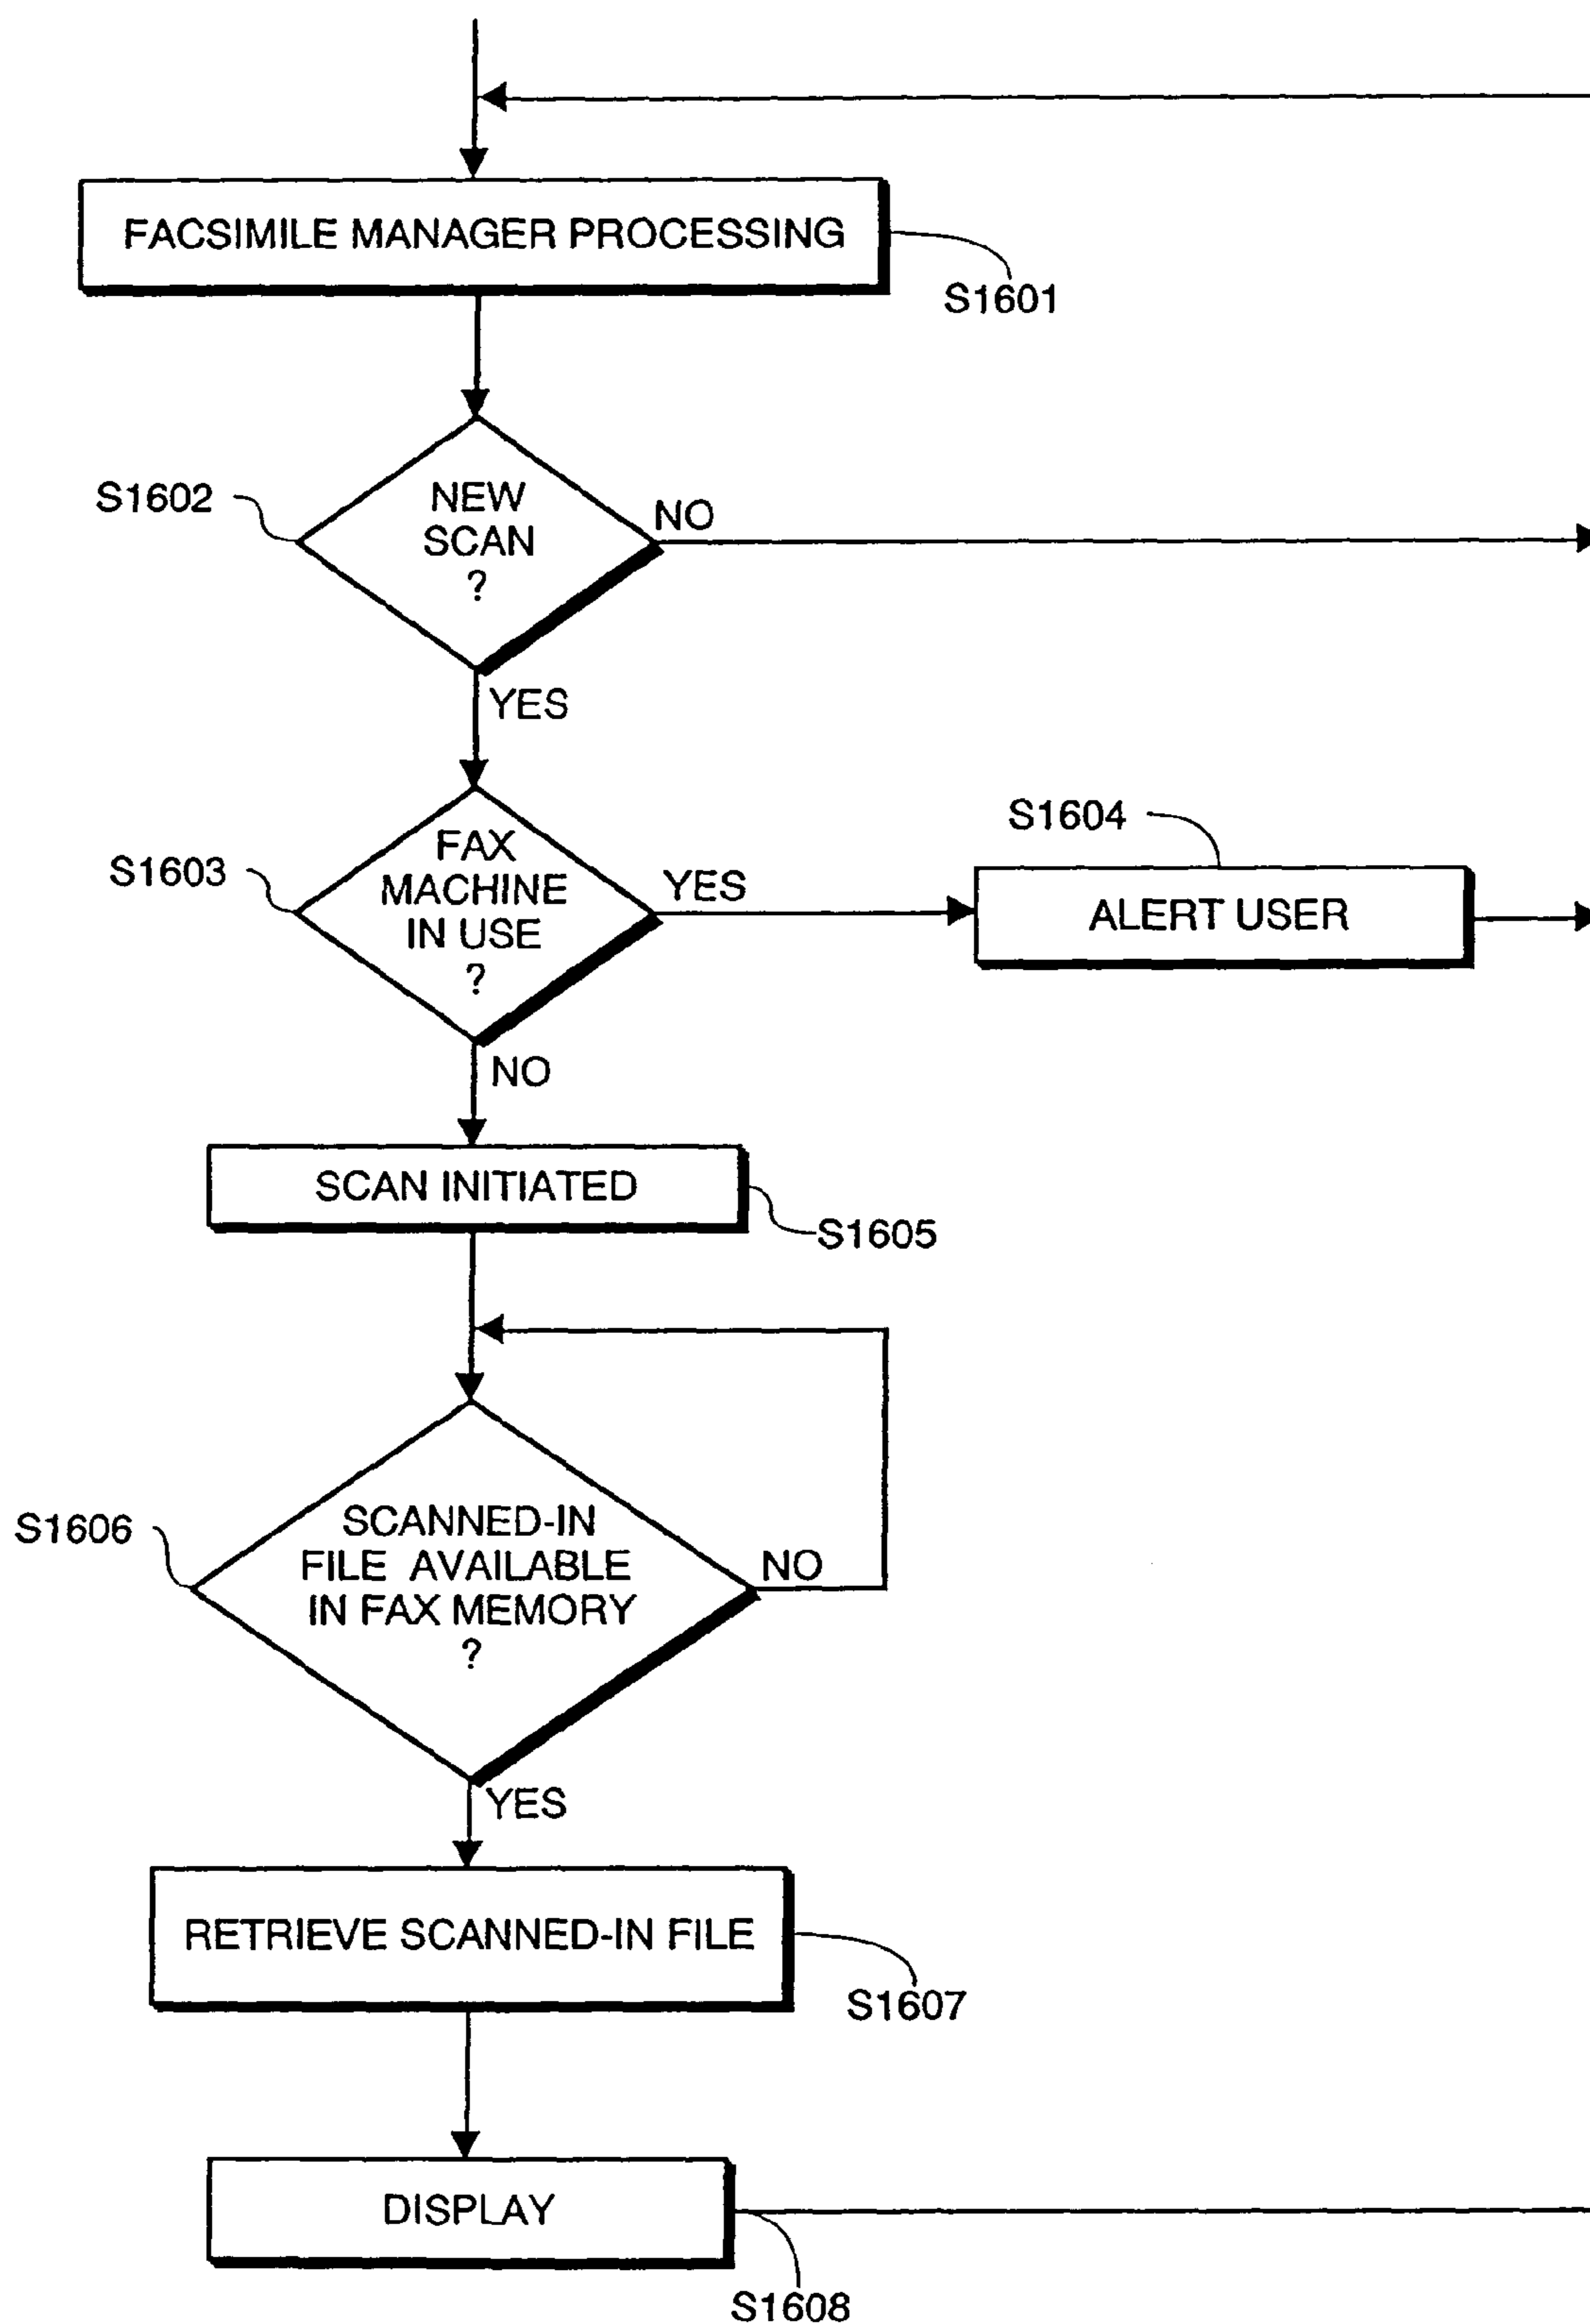 FACSIMILE MANAGER PROCESSING
S1601
S1602
NEW
SCAN
?
NO
YES
S1603
FAX
MACHINE
IN USE
?
YES
S1604
ALERT USER
NO
SCAN INITIATED
S1605
S1606
SCANNED-IN
FILE AVAILABLE
IN FAX MEMORY
?
NO
YES
RETRIEVE SCANNED-IN FILE
S1607
DISPLAY
S1608